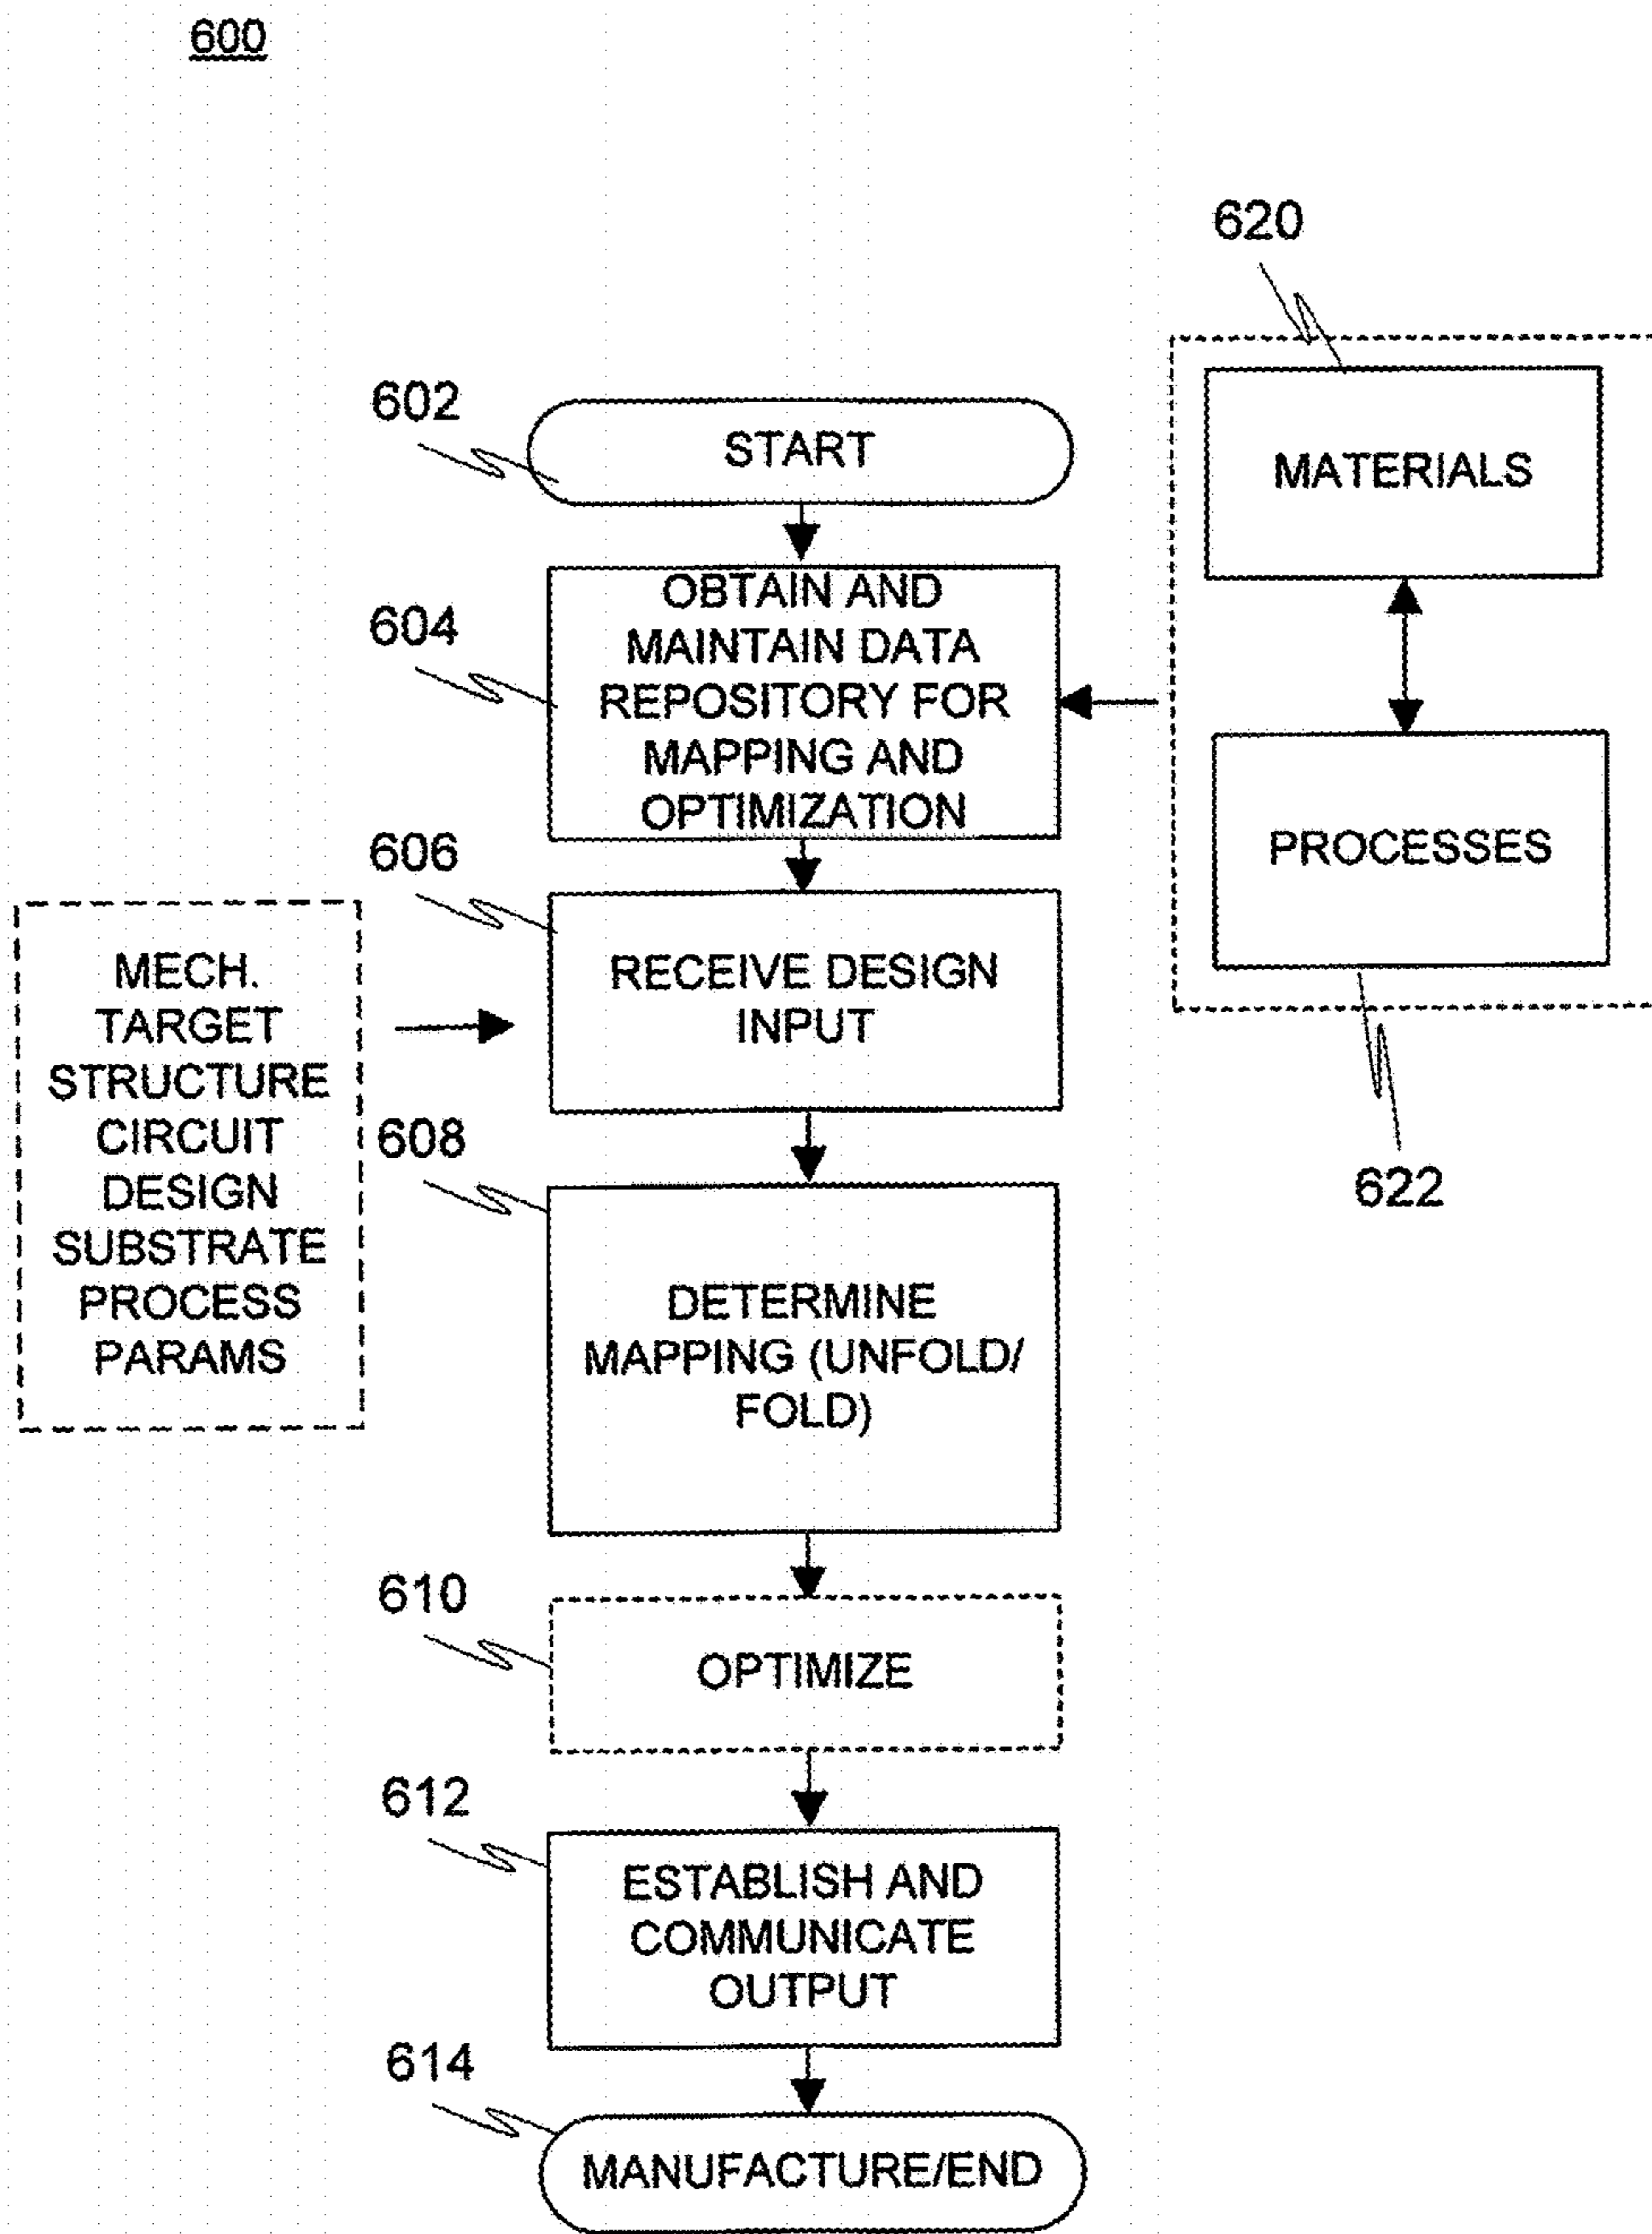 600
620
602
START
MATERIALS
604
OBTAIN AND
MAINTAIN DATA
REPOSITORY FOR
MAPPING AND
OPTIMIZATION
PROCESSES
606
RECEIVE DESIGN
INPUT
MECH.
TARGET
STRUCTURE
CIRCUIT
DESIGN
SUBSTRATE
PROCESS
PARAMS
622
608
DETERMINE
MAPPING (UNFOLD/
FOLD)
610
OPTIMIZE
612
ESTABLISH AND
COMMUNICATE
OUTPUT
614
MANUFACTURE/END